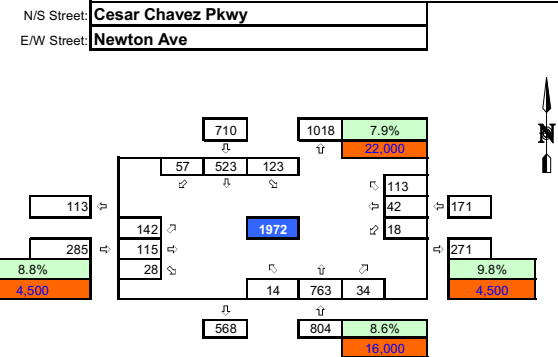 N/S Street: Cesar Chavez Pkwy
E/W Street: Newton Ave
N
710 1018 7.9%
⇩ ⇧ 22,000
57 523 123
⬃ ⇩ ⬂
⬁ 113
113 ⇦ ⇦ 42 ⇦ 171
142 ⬀ 1972 ⬃ 18
285 ⇨ 115 ⇨ ⇨ 271
8.8% 28 ⬂ ⬁ ⇧ ⬀ 9.8%
4,500 14 763 34 4,500
⇩ ⇧
568 804 8.6%
16,000